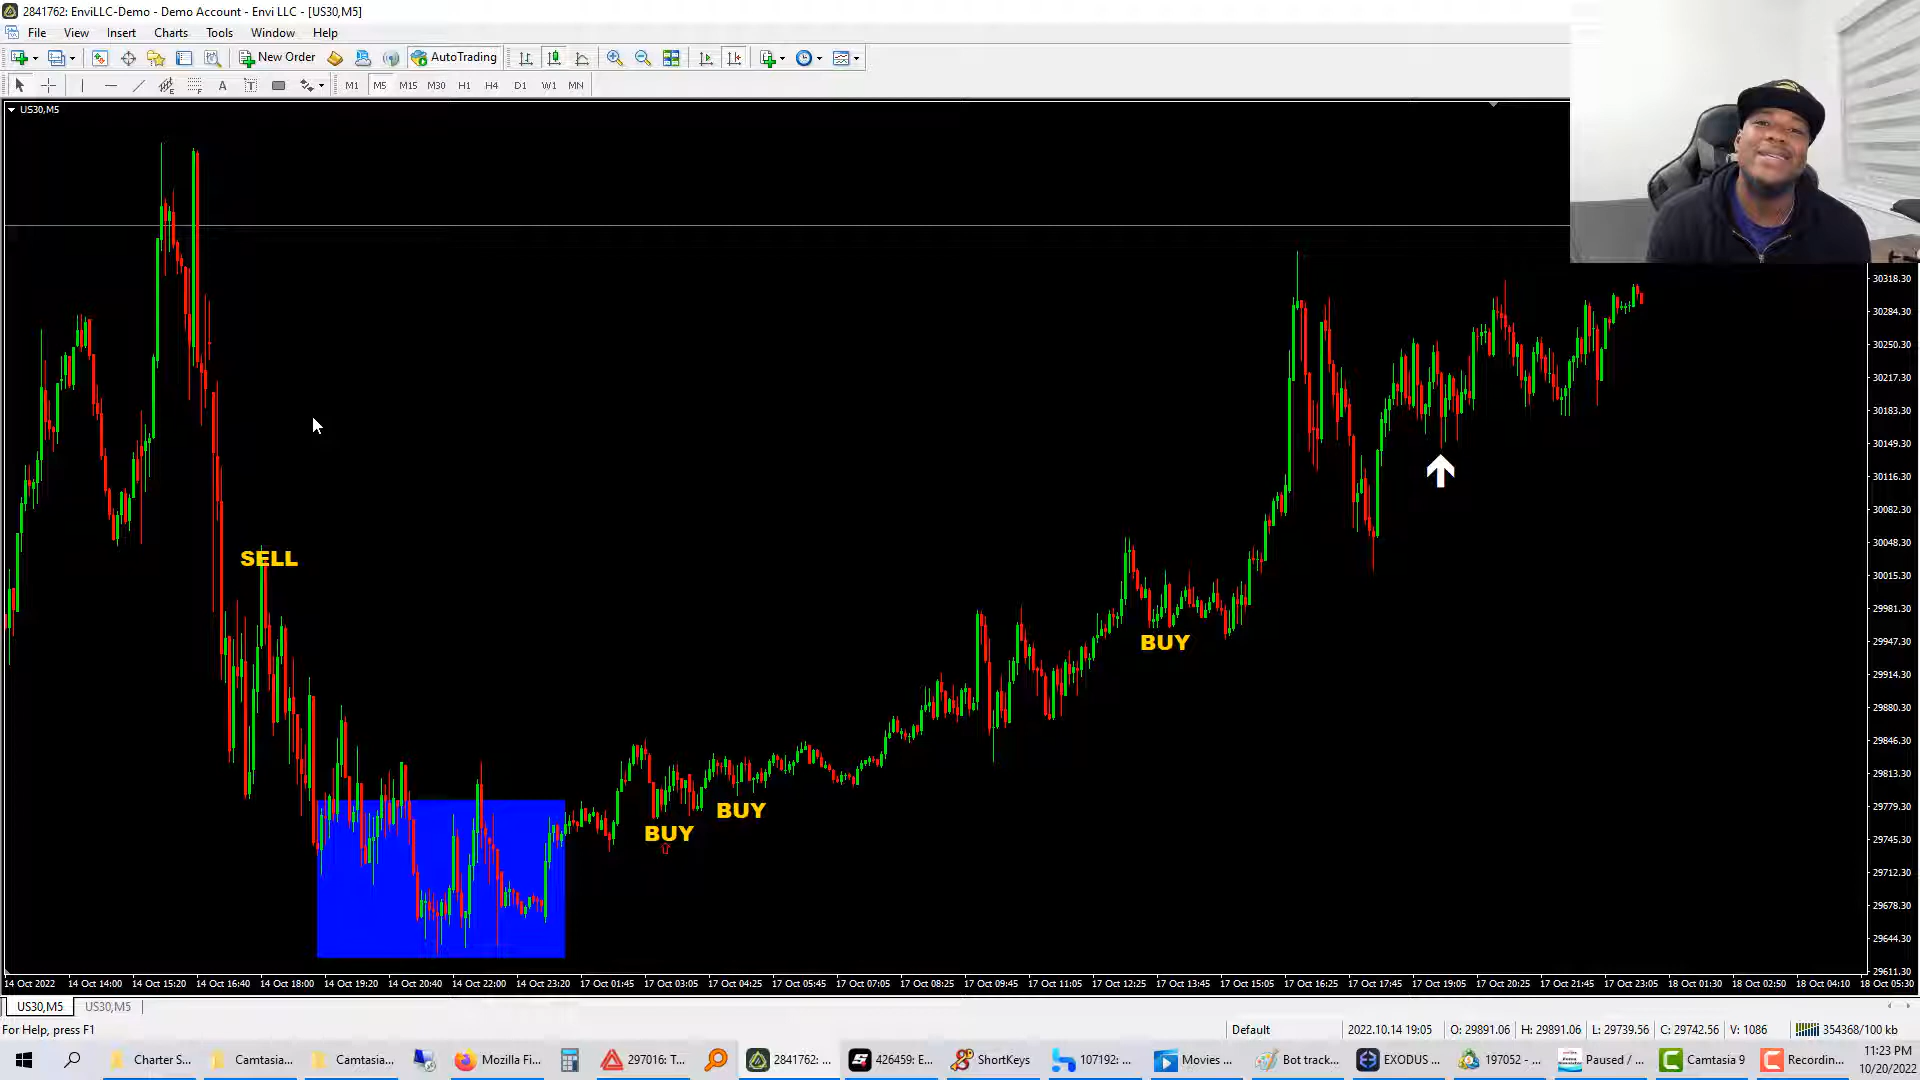 2841762: EnviLLC-Demo - Demo Account - Envi LLC - [US30,M5]
File View Insert Charts Tools Window Help
New Order AutoTrading
A T M1 M5 M15 M30 H1 H4 D1 W1 MN
US30,M5
30318.30
30284.30
30250.30
30217.30
30183.30
30149.30
30116.30
30082.30
30048.30
30015.30
29981.30
29947.30
29914.30
29880.30
29846.30
29813.30
29779.30
29745.30
29712.30
29678.30
29644.30
29611.30
SELL
BUY
BUY
BUY
14 Oct 2022 14 Oct 14:00 14 Oct 15:20 14 Oct 16:40 14 Oct 18:00 14 Oct 19:20 14 Oct 20:40 14 Oct 22:00 14 Oct 23:20 17 Oct 01:45 17 Oct 03:05 17 Oct 04:25 17 Oct 05:45 17 Oct 07:05 17 Oct 08:25 17 Oct 09:45 17 Oct 11:05 17 Oct 12:25 17 Oct 13:45 17 Oct 15:05 17 Oct 16:25 17 Oct 17:45 17 Oct 19:05 17 Oct 20:25 17 Oct 21:45 17 Oct 23:05 18 Oct 01:30 18 Oct 02:50 18 Oct 04:10 18 Oct 05:30
US30,M5 US30,M5
For Help, press F1 Default 2022.10.14 19:05 O: 29891.06 H: 29891.06 L: 29739.56 C: 29742.56 V: 1086 354368/100 kb
Charter S... Camtasia... Camtasia... Mozilla Fi... 297016: T... 2841762: ... 426459: E... ShortKeys 107192: ... Movies ... Bot track... EXODUS ... 197052 - ... Paused / ... Camtasia 9 Recordin...
11:23 PM
10/20/2022